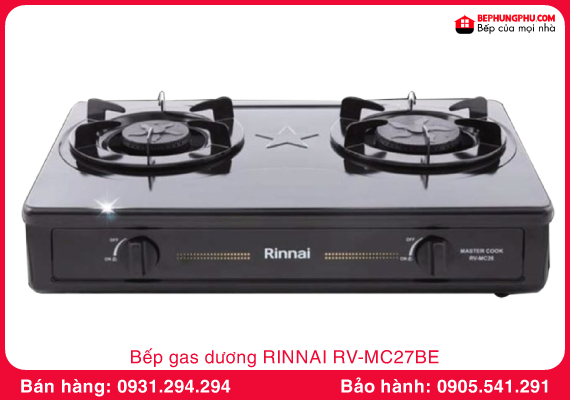 BEPHUNGPHU.COM
Bếp của mọi nhà
OFF
ON
Rinnai
OFF
ON
MASTER COOK
RV-MC26
Bếp gas dương RINNAI RV-MC27BE
Bán hàng: 0931.294.294
Bảo hành: 0905.541.291